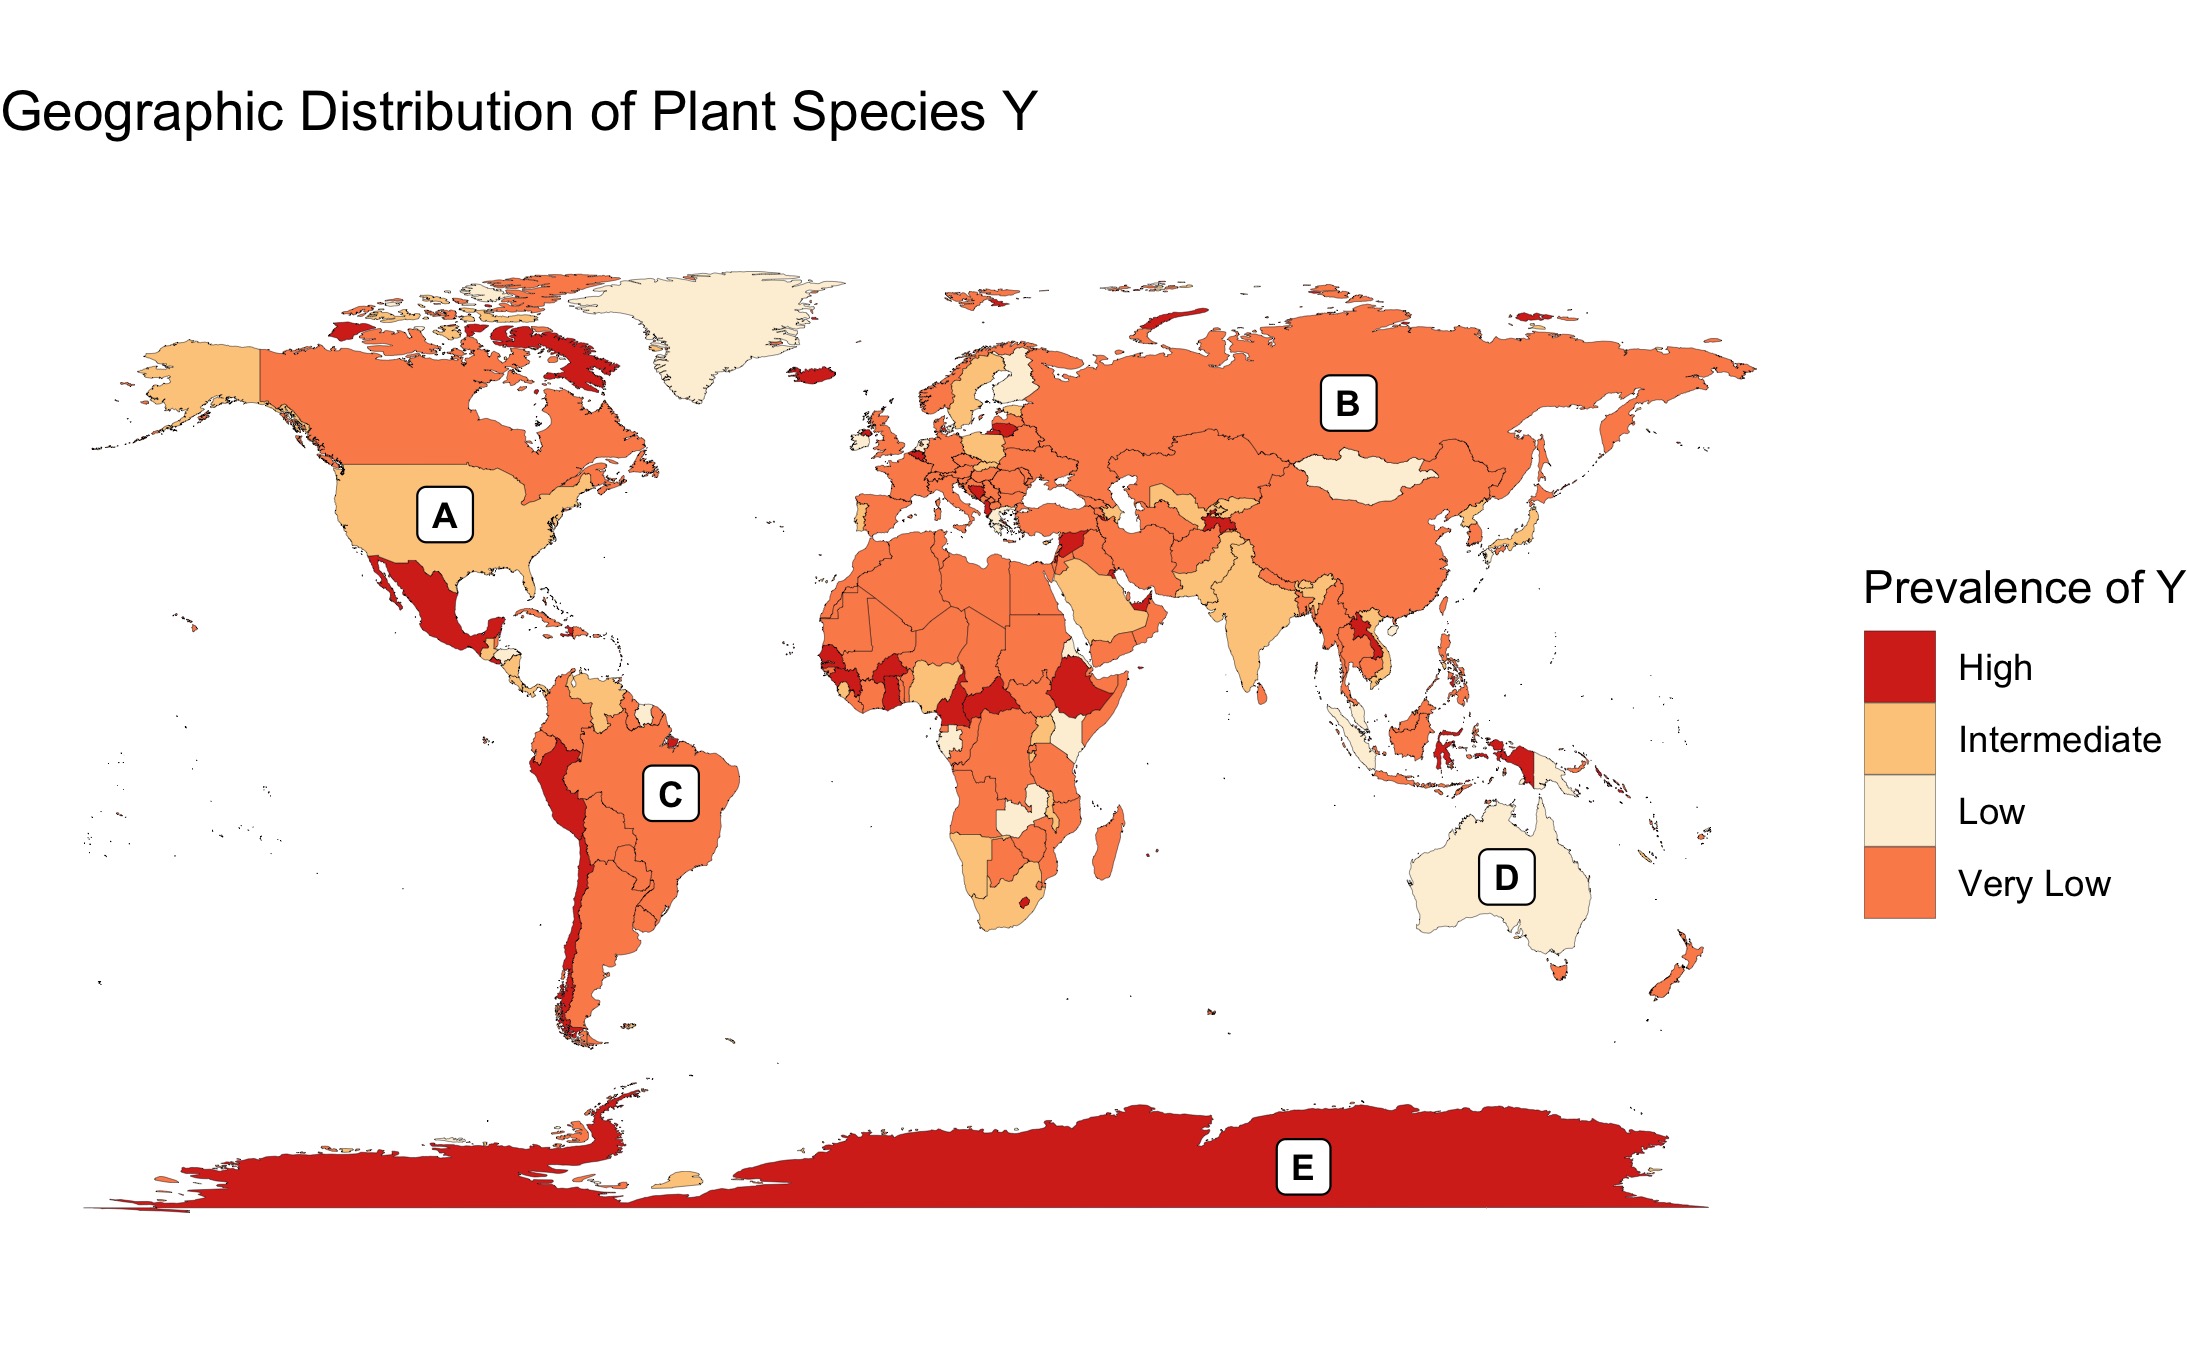 Geographic Distribution of Plant Species Y
B
A
C
D
E
Prevalence of Y
High
Intermediate
Low
Very Low